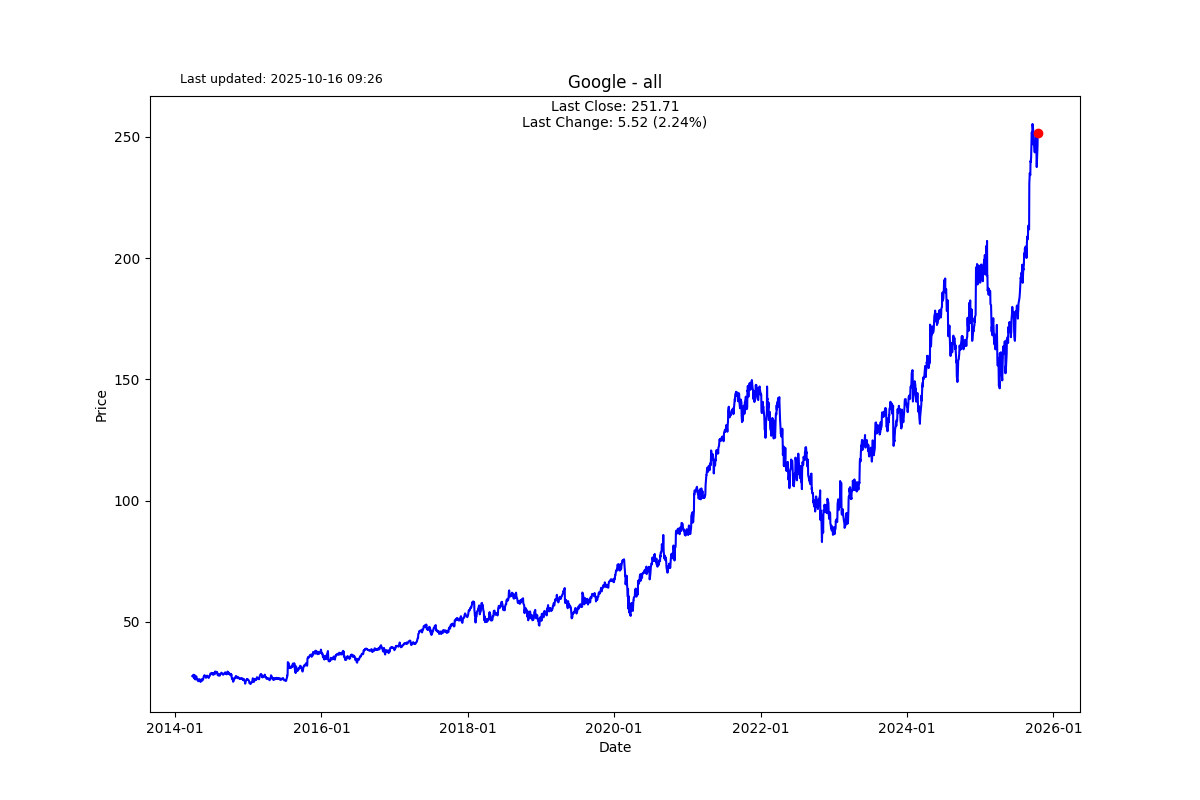 Last updated: 2025-10-16 09:26
Google - all
Last Close: 251.71
Last Change: 5.52 (2.24%)
250
200
150
100
50
Price
2014-01
2016-01
2018-01
2020-01
2022-01
2024-01
2026-01
Date